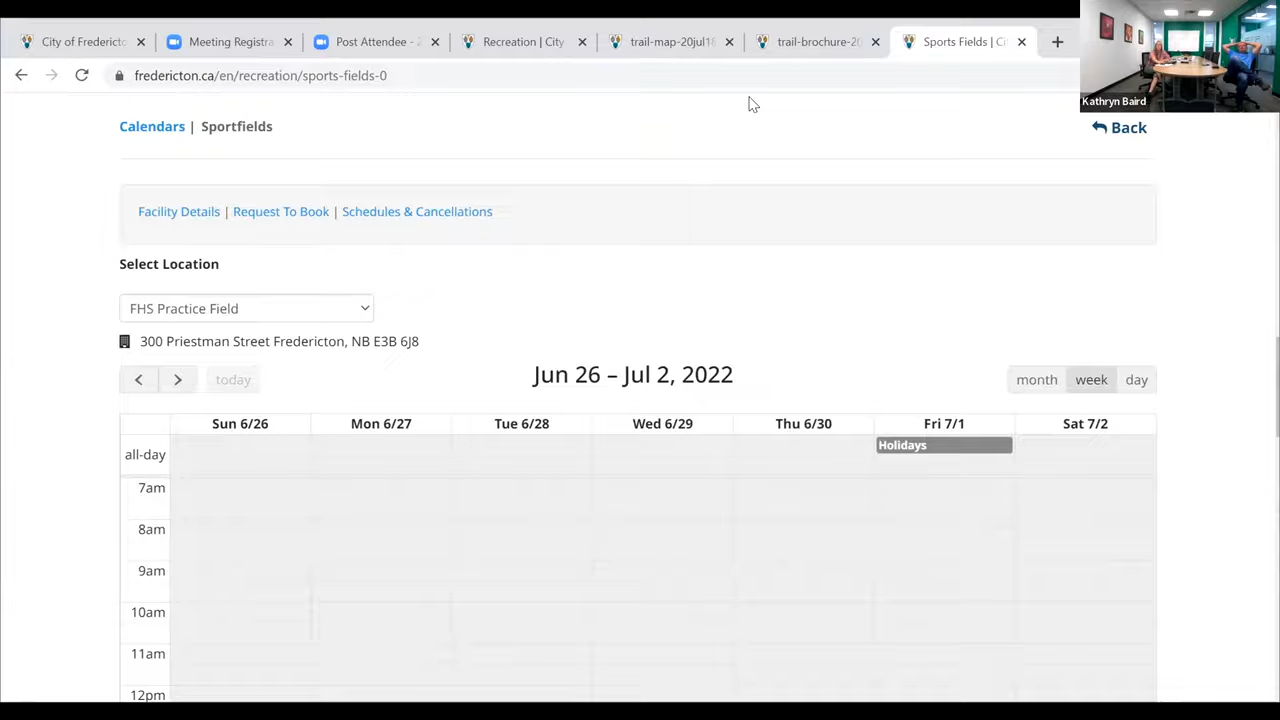 City of Fredericto
Meeting Registra
Post Attendee - Z
National Trails Da
trail-map-20jul1
trail-brochure-20
Sports Fields | Ci
fredericton.ca/en/recreation/sports-fields-0
Kathryn Baird
Calendars | Sportfields
Back
Facility Details | Request To Book | Schedules & Cancellations
Select Location
FHS Practice Field
300 Priestman Street Fredericton, NB E3B 6J8
today
Jun 26 – Jul 2, 2022
month week day
Sun 6/26 Mon 6/27 Tue 6/28 Wed 6/29 Thu 6/30 Fri 7/1 Sat 7/2
all-day
Holidays
7am
8am
9am
10am
11am
12pm